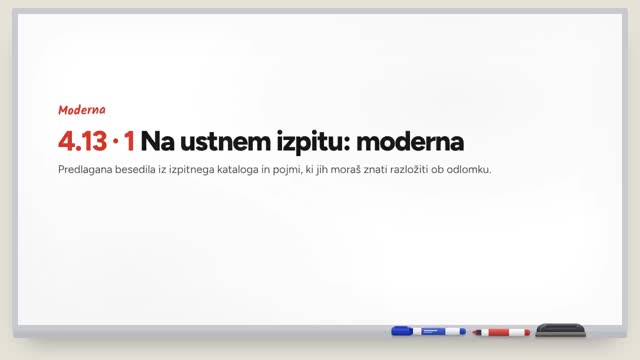 Moderna
4.13 · 1 Na ustnem izpitu: moderna
Predlagana besedila iz izpitnega kataloga in pojmi, ki jih moraš znati razložiti ob odlomku.